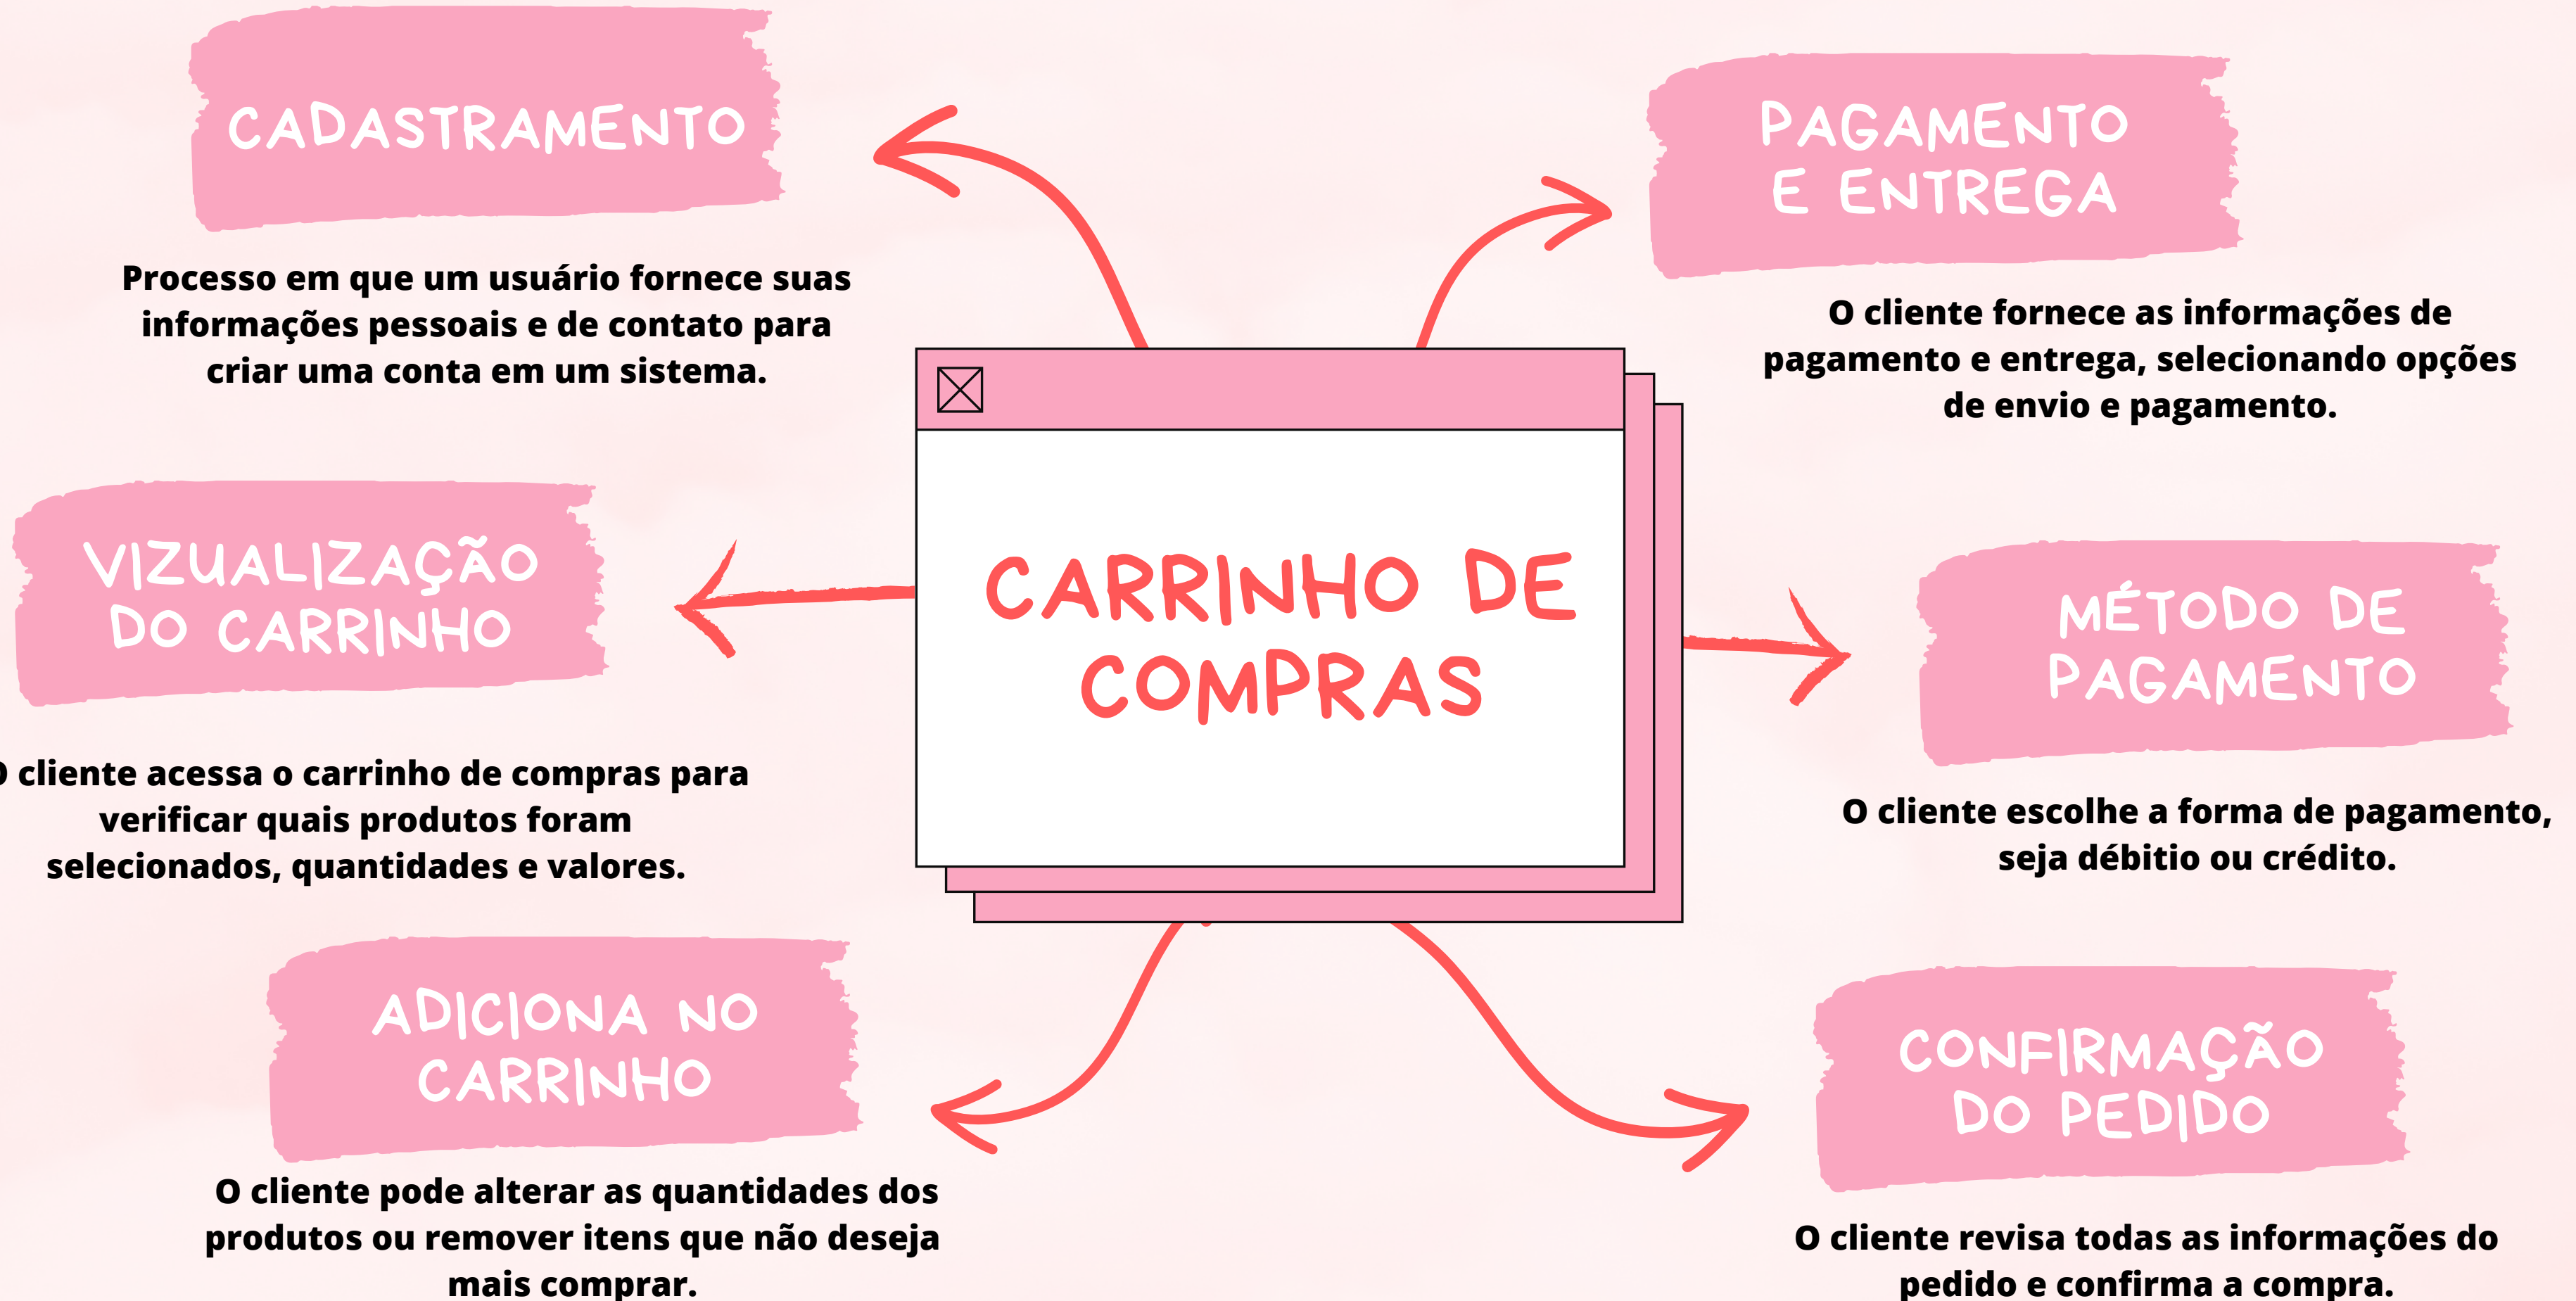 CADASTRAMENTO
Processo em que um usuário fornece suas
informações pessoais e de contato para
criar uma conta em um sistema.
VIZUALIZAÇÃO
DO CARRINHO
O cliente acessa o carrinho de compras para
verificar quais produtos foram
selecionados, quantidades e valores.
ADICIONA NO
CARRINHO
O cliente pode alterar as quantidades dos
produtos ou remover itens que não deseja
mais comprar.
CARRINHO DE
COMPRAS
PAGAMENTO
E ENTREGA
O cliente fornece as informações de
pagamento e entrega, selecionando opções
de envio e pagamento.
MÉTODO DE
PAGAMENTO
O cliente escolhe a forma de pagamento,
seja débitio ou crédito.
CONFIRMAÇÃO
DO PEDIDO
O cliente revisa todas as informações do
pedido e confirma a compra.